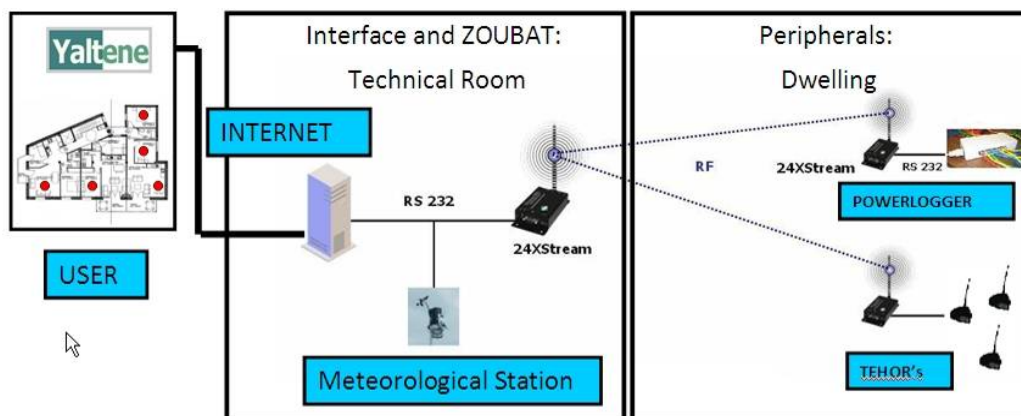 Yaltene
USER
Interface and ZOUBAT:
Technical Room
INTERNET
RS 232
24XStream
Meteorological Station
Peripherals:
Dwelling
RF
24XStream
RS 232
POWERLOGGER
TEHOR's